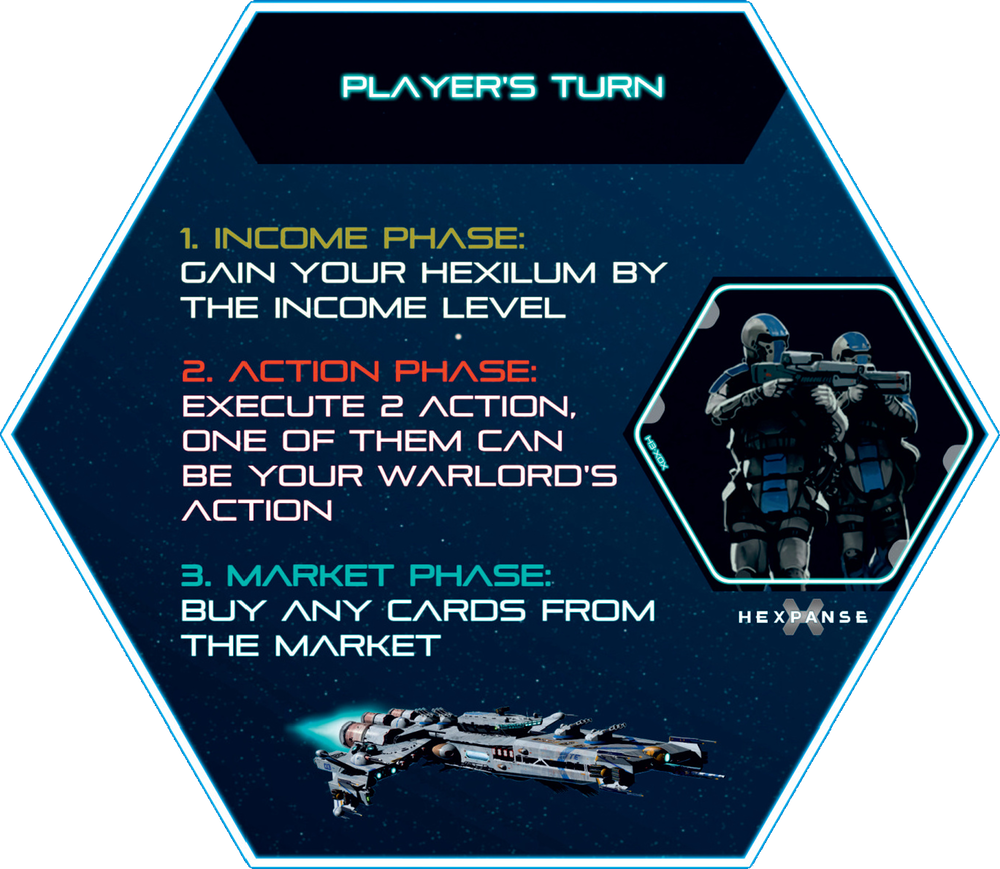 PLAYER'S TURN
1. INCOME PHASE:
GAIN YOUR HEXILUM BY
THE INCOME LEVEL
2. ACTION PHASE:
EXECUTE 2 ACTION,
ONE OF THEM CAN
BE YOUR WARLORD'S
ACTION
3. MARKET PHASE:
BUY ANY CARDS FROM
THE MARKET
HEXPANSE